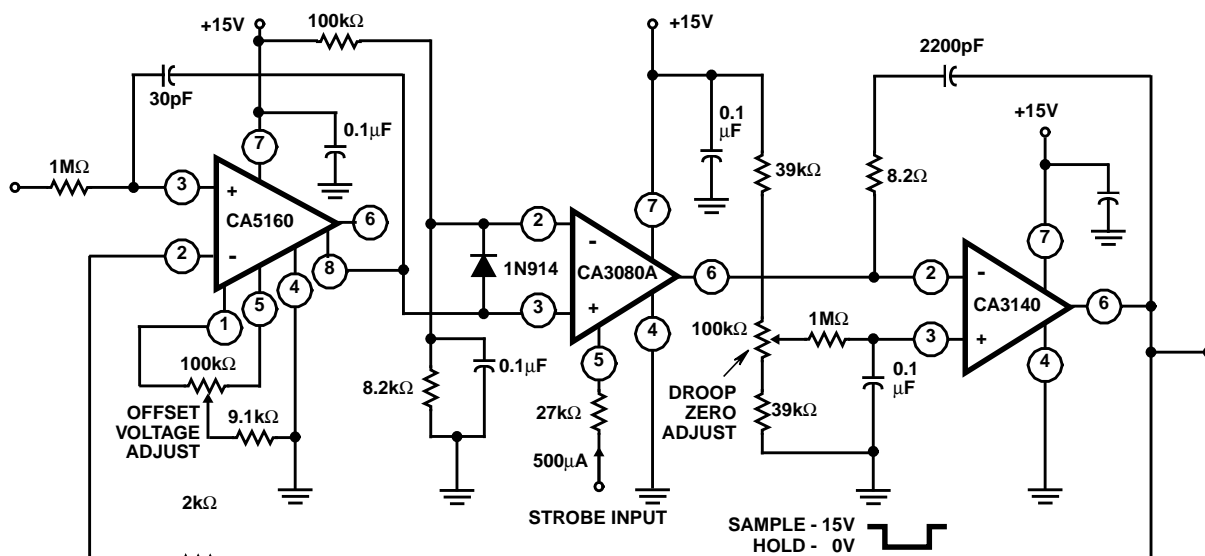 +15V
100kΩ
+15V
2200pF
30pF
0.1µF
0.1
µF
+15V
1MΩ
7
39kΩ
8.2Ω
3
+
CA5160
6
2
-
7
7
2
-
CA3080A
6
2
-
CA3140
6
8
1N914
3
+
1
5
4
5
4
100kΩ
1MΩ
3
+
4
100kΩ
OFFSET
VOLTAGE
ADJUST
9.1kΩ
8.2kΩ
0.1µF
27kΩ
500µA
DROOP
ZERO
ADJUST
39kΩ
0.1
µF
2kΩ
STROBE INPUT
SAMPLE - 15V
HOLD - 0V